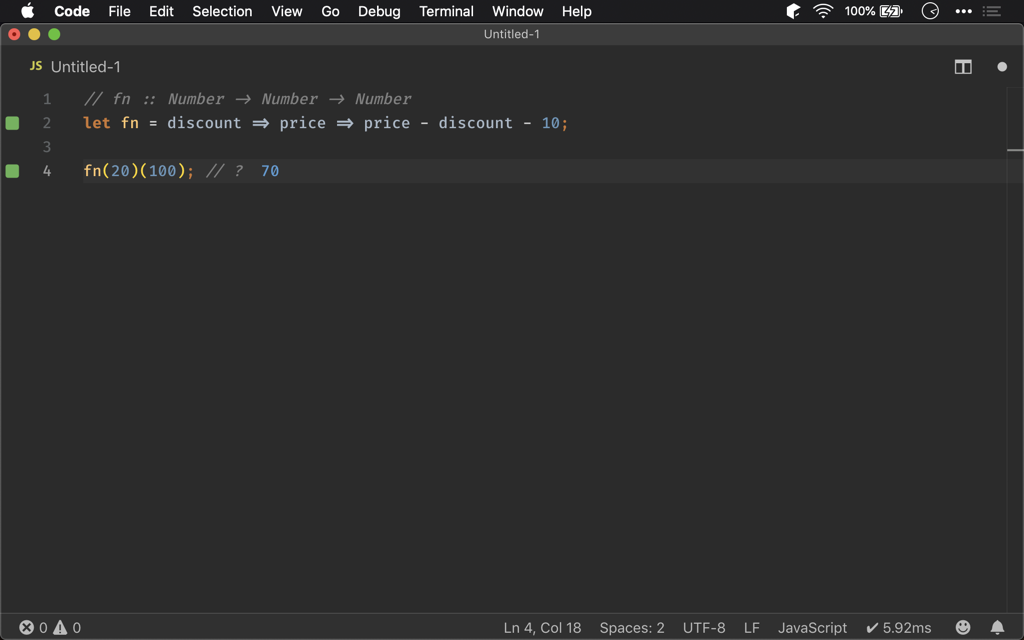 Code File Edit Selection View Go Debug Terminal Window Help 100%
Untitled-1
JS Untitled-1
1 // fn :: Number → Number → Number
2 let fn = discount ⇒ price ⇒ price - discount - 10;
3
4 fn(20)(100); // ? 70
0 0 Ln 4, Col 18 Spaces: 2 UTF-8 LF JavaScript ✔ 5.92ms